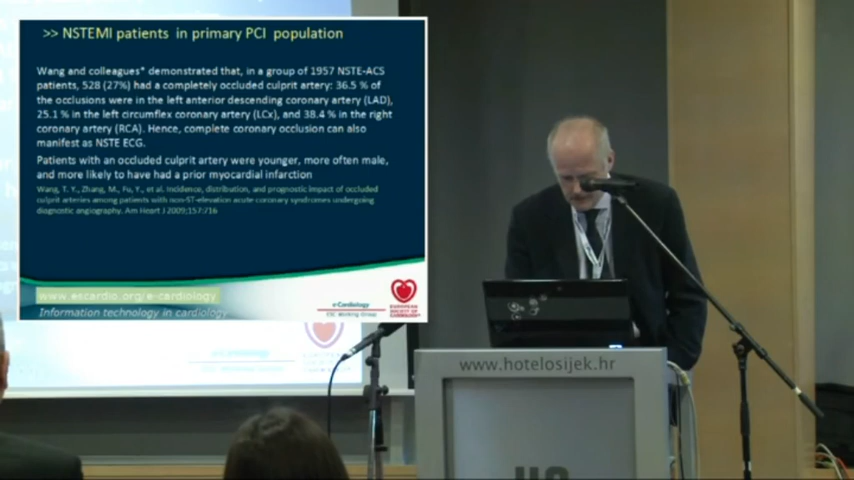 >> NSTEMI patients in primary PCI population
Wang and colleagues* demonstrated that, in a group of 1957 NSTE-ACS
patients, 528 (27%) had a completely occluded culprit artery: 36.5 % of
the occlusions were in the left anterior descending coronary artery (LAD),
25.1 % in the left circumflex coronary artery (LCx), and 38.4 % in the right
coronary artery (RCA). Hence, complete coronary occlusion can also
manifest as NSTE ECG.
Patients with an occluded culprit artery were younger, more often male,
and more likely to have had a prior myocardial infarction
Wang, T. Y., Zhang, M., Fu, Y., et al. Incidence, distribution, and prognostic impact of occluded
culprit arteries among patients with non-ST-elevation acute coronary syndromes undergoing
diagnostic angiography. Am Heart J 2009;157:716
www.escardio.org/e-cardiology
Information technology in cardiology
e-Cardiology
ESC Working Group
EUROPEAN
SOCIETY OF
CARDIOLOGY
www.hotelosijek.hr